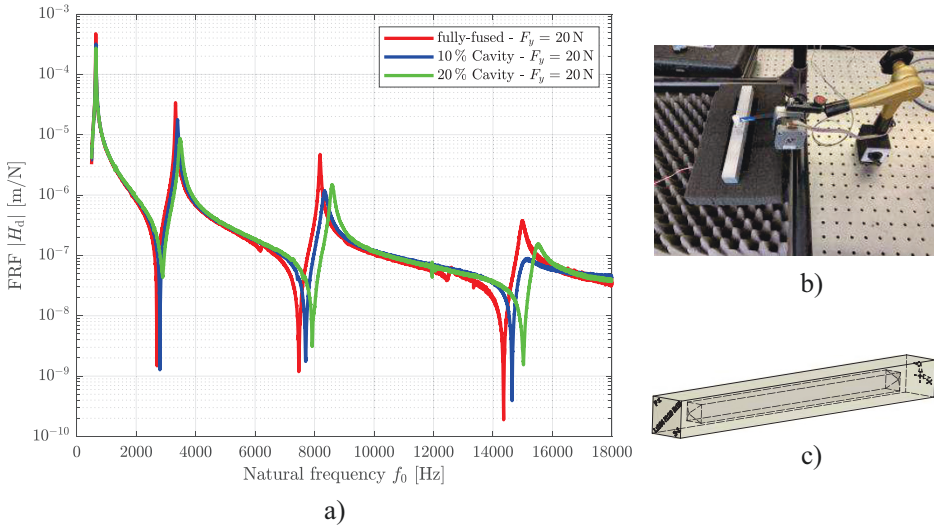 fully-fused - F_y = 20 N
10 % Cavity - F_y = 20 N
20 % Cavity - F_y = 20 N
FRF |H_d| [m/N]
10^-3
10^-4
10^-5
10^-6
10^-7
10^-8
10^-9
10^-10
0 2000 4000 6000 8000 10000 12000 14000 16000 18000
Natural frequency f_0 [Hz]
a)
b)
c)